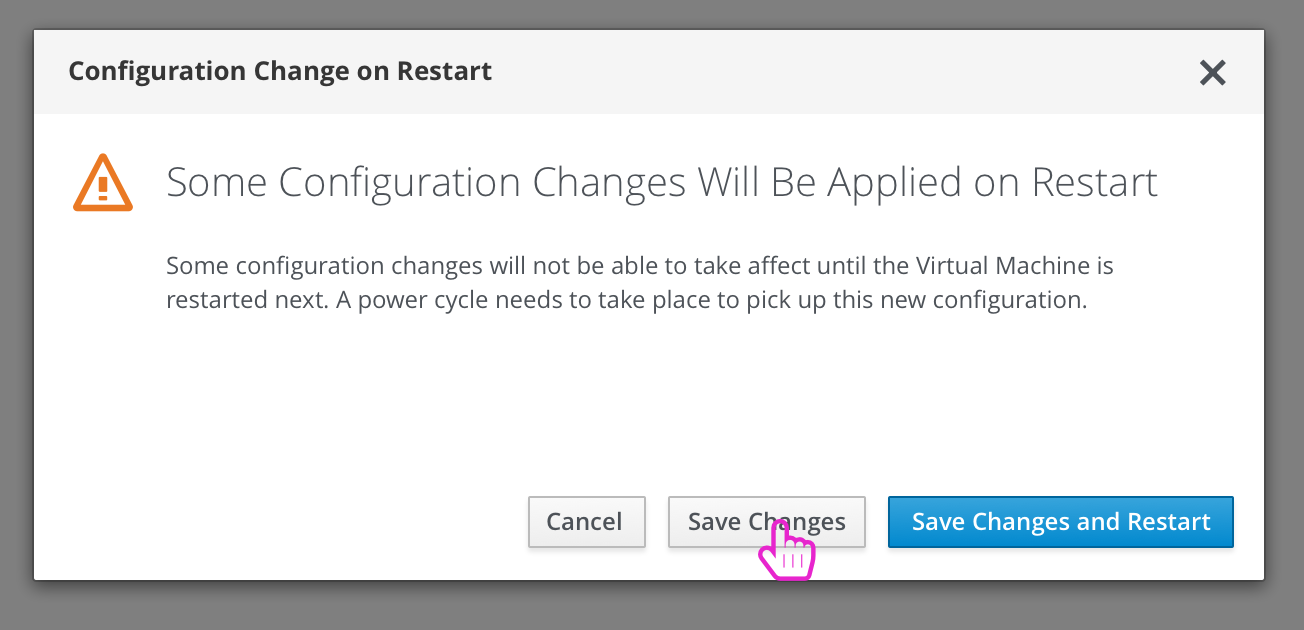 Configuration Change on Restart
Some Configuration Changes Will Be Applied on Restart
Some configuration changes will not be able to take affect until the Virtual Machine is
restarted next. A power cycle needs to take place to pick up this new configuration.
Cancel
Save Changes
Save Changes and Restart